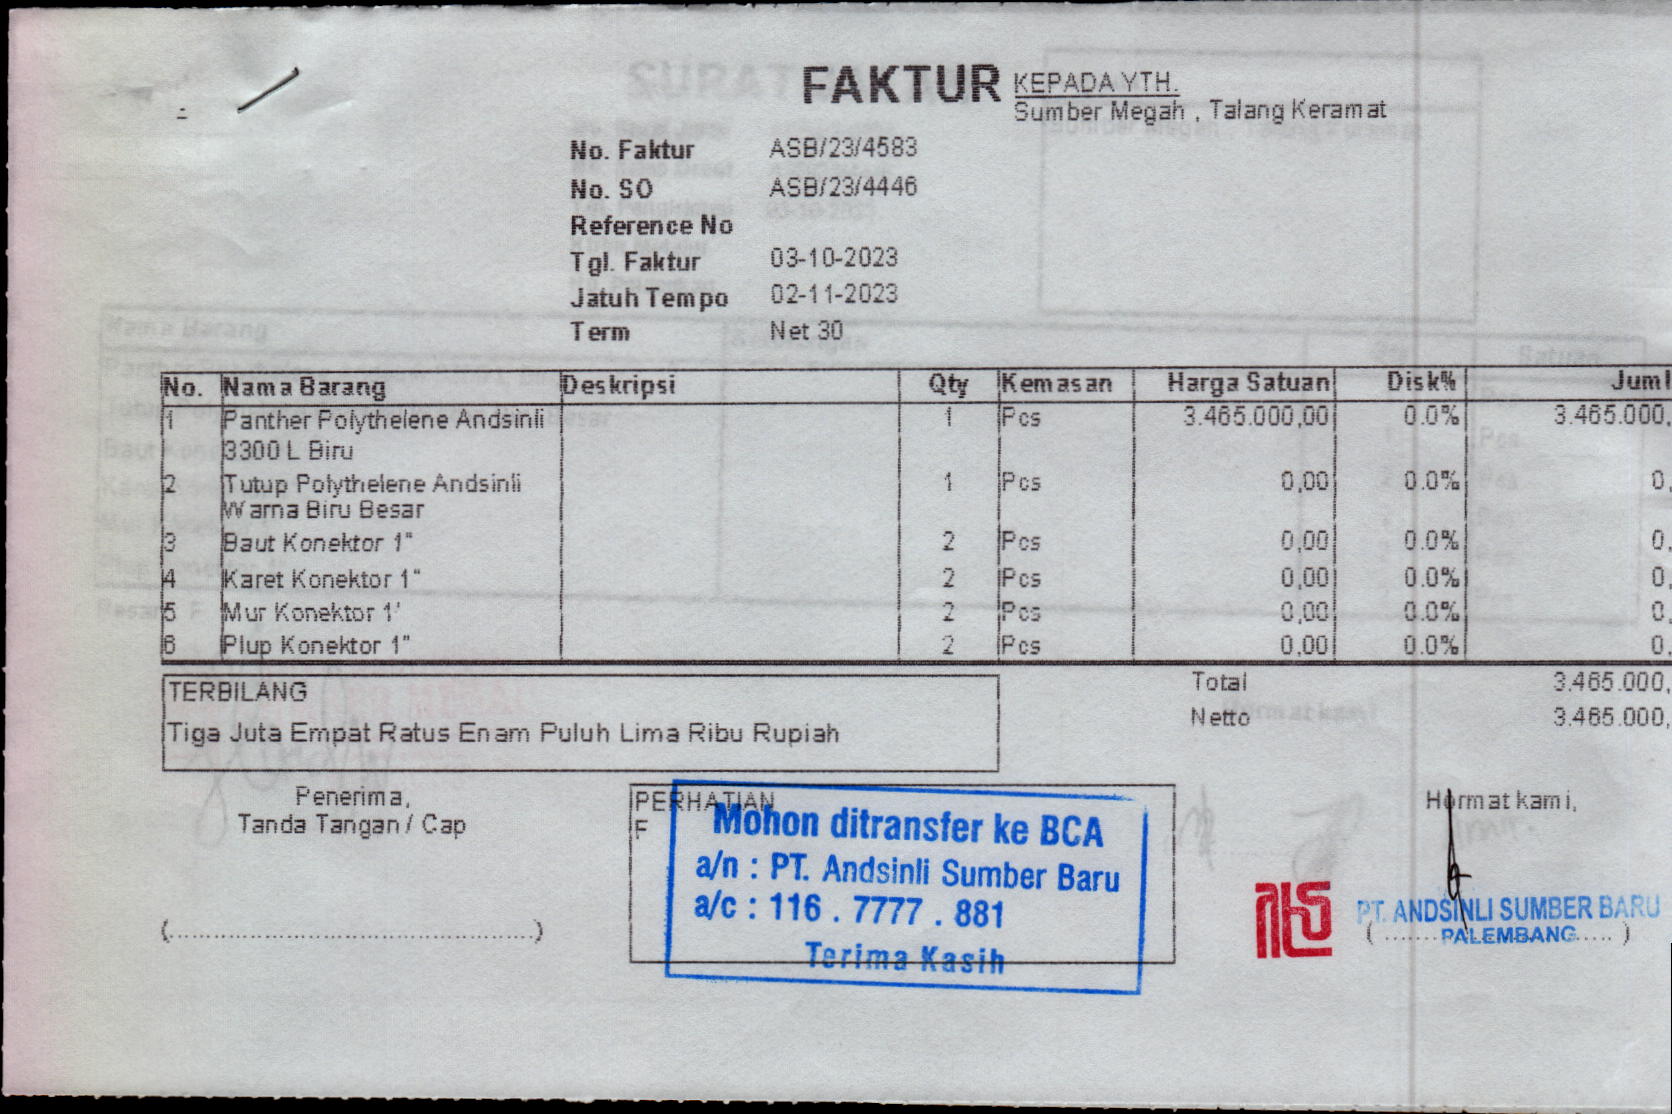 FAKTUR
KEPADA YTH.
Sumber Megah , Talang Keramat
No. Faktur ASB/23/4583
No. SO ASB/23/4446
Reference No
Tgl. Faktur 03-10-2023
Jatuh Tempo 02-11-2023
Term Net 30
No. Nama Barang Deskripsi Qty Kemasan Harga Satuan Disk% Juml
1 Panther Polythelene Andsinli 1 Pcs 3.465.000,00 0.0% 3.465.000,
3300 L Biru
2 Tutup Polythelene Andsinli 1 Pcs 0,00 0.0% 0,
Warna Biru Besar
3 Baut Konektor 1" 2 Pcs 0,00 0.0% 0,
4 Karet Konektor 1" 2 Pcs 0,00 0.0% 0,
5 Mur Konektor 1' 2 Pcs 0,00 0.0% 0,
6 Plup Konektor 1" 2 Pcs 0,00 0.0% 0,
TERBILANG
Tiga Juta Empat Ratus Enam Puluh Lima Ribu Rupiah
Total 3.465.000,
Netto 3.465.000,
Penerima,
Tanda Tangan / Cap
(................................................)
PERHATIAN
F
Mohon ditransfer ke BCA
a/n : PT. Andsinli Sumber Baru
a/c : 116 . 7777 . 881
Terima Kasih
Hormat kami,
PT. ANDSINLI SUMBER BARU
PALEMBANG